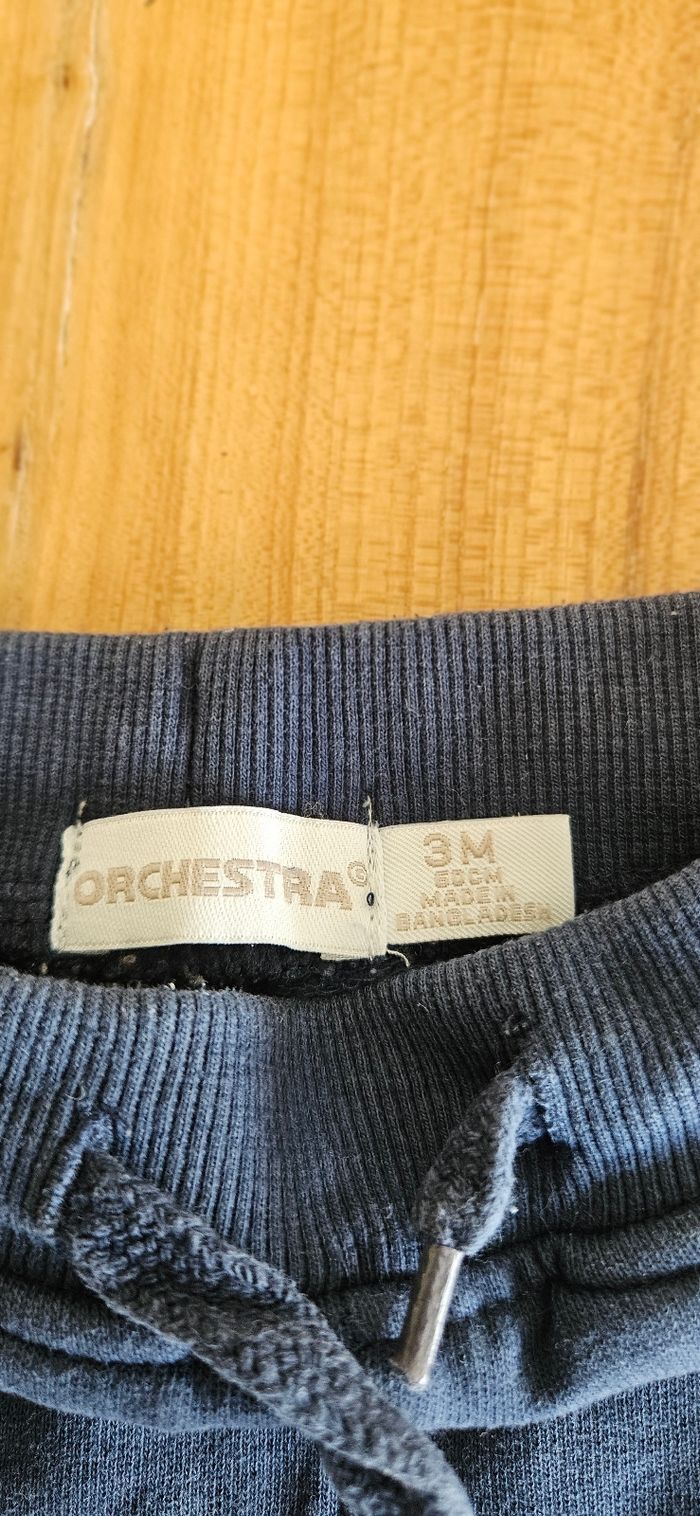 ORCHESTRA®
3M
60CM
MADE IN
BANGLADESH